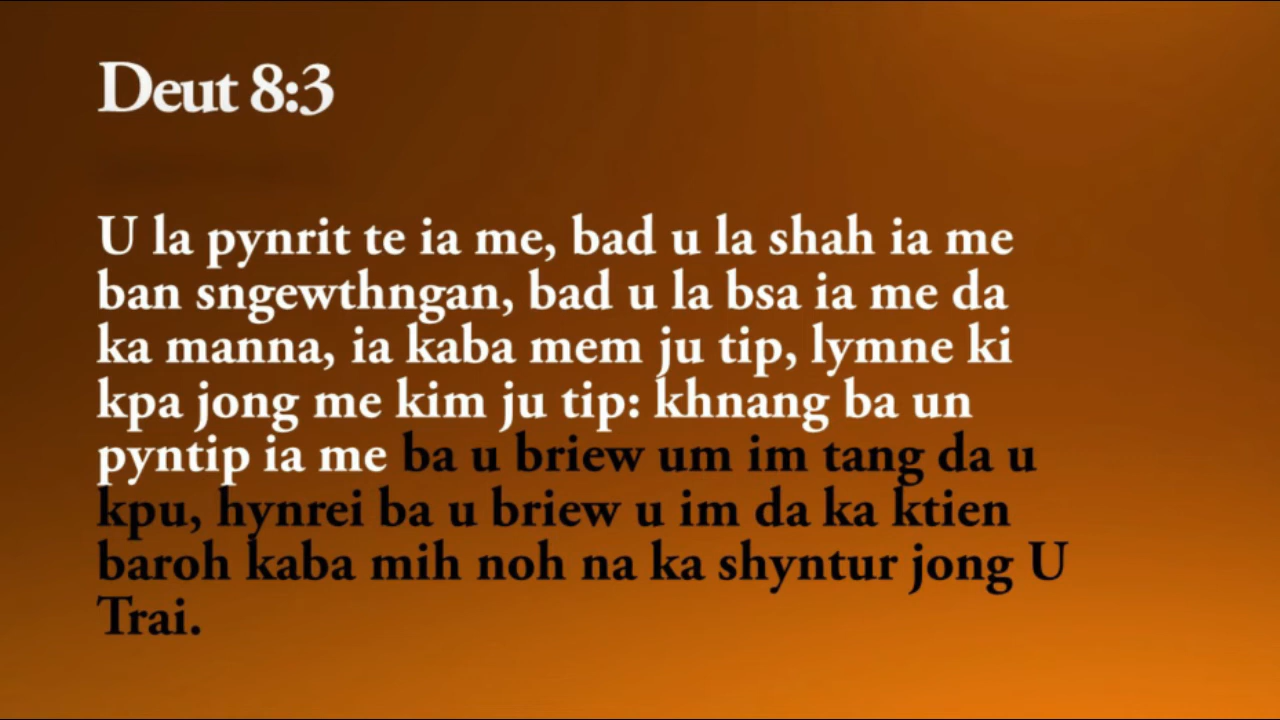 Deut 8:3
U la pynrit te ia me, bad u la shah ia me
ban sngewthngan, bad u la bsa ia me da
ka manna, ia kaba mem ju tip, lymne ki
kpa jong me kim ju tip: khnang ba un
pyntip ia me ba u briew um im tang da u
kpu, hynrei ba u briew u im da ka ktien
baroh kaba mih noh na ka shyntur jong U
Trai.